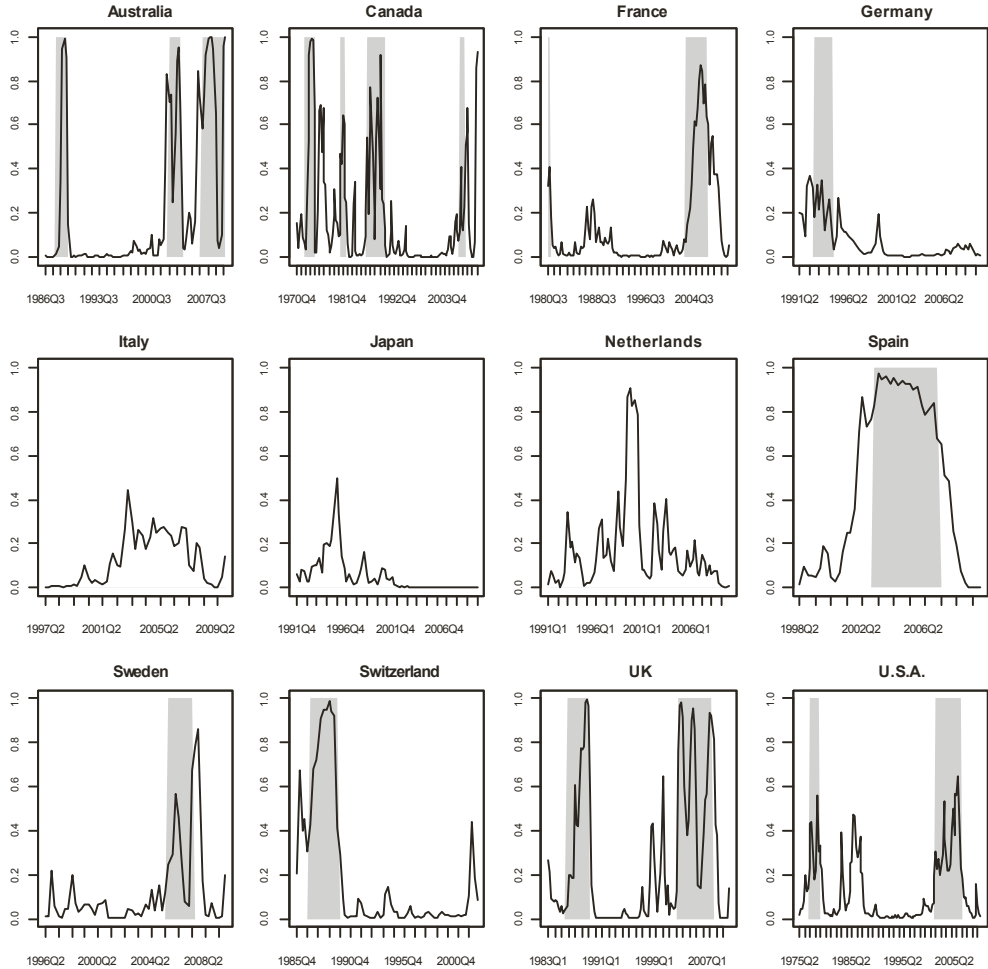 Australia Canada France Germany
0.0 0.2 0.4 0.6 0.8 1.0 0.0 0.2 0.4 0.6 0.8 1.0 0.0 0.2 0.4 0.6 0.8 1.0 0.0 0.2 0.4 0.6 0.8 1.0
1986Q3 1993Q3 2000Q3 2007Q3 1970Q4 1981Q4 1992Q4 2003Q4 1980Q3 1988Q3 1996Q3 2004Q3 1991Q2 1996Q2 2001Q2 2006Q2
Italy Japan Netherlands Spain
0.0 0.2 0.4 0.6 0.8 1.0 0.0 0.2 0.4 0.6 0.8 1.0 0.0 0.2 0.4 0.6 0.8 1.0 0.0 0.2 0.4 0.6 0.8 1.0
1997Q2 2001Q2 2005Q2 2009Q2 1991Q4 1996Q4 2001Q4 2006Q4 1991Q1 1996Q1 2001Q1 2006Q1 1998Q2 2002Q2 2006Q2
Sweden Switzerland UK U.S.A.
0.0 0.2 0.4 0.6 0.8 1.0 0.0 0.2 0.4 0.6 0.8 1.0 0.0 0.2 0.4 0.6 0.8 1.0 0.0 0.2 0.4 0.6 0.8 1.0
1996Q2 2000Q2 2004Q2 2008Q2 1985Q4 1990Q4 1995Q4 2000Q4 1983Q1 1991Q1 1999Q1 2007Q1 1975Q2 1985Q2 1995Q2 2005Q2